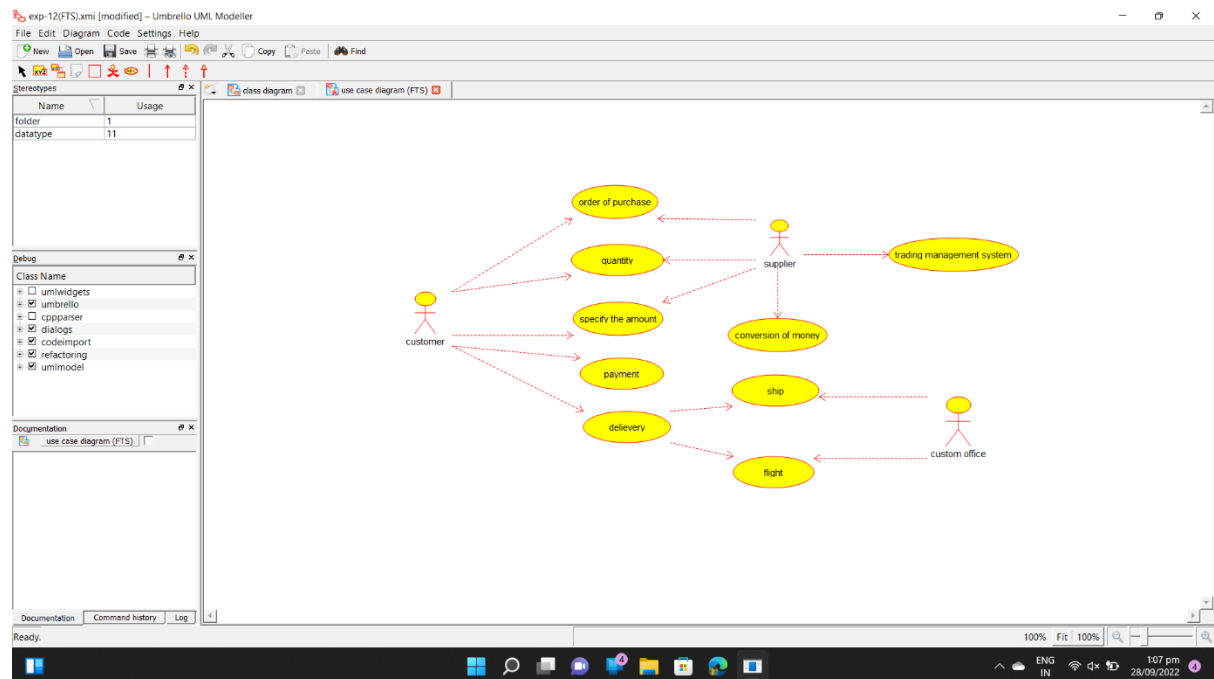 exp-12(FTS).xmi [modified] – Umbrello UML Modeller
File Edit Diagram Code Settings Help
New Open Save Copy Paste Find
Stereotypes
class diagram use case diagram (FTS)
Name Usage
folder 1
datatype 11
Debug
Class Name
umlwidgets
umbrello
cppparser
dialogs
codeimport
refactoring
umlmodel
Documentation
use case diagram (FTS)
Documentation Command history Log
order of purchase
quantity
supplier
trading management system
specify the amount
customer
conversion of money
payment
ship
delievery
custom office
flight
Ready.
100% Fit 100%
4
ENG
IN
1:07 pm
28/09/2022
4